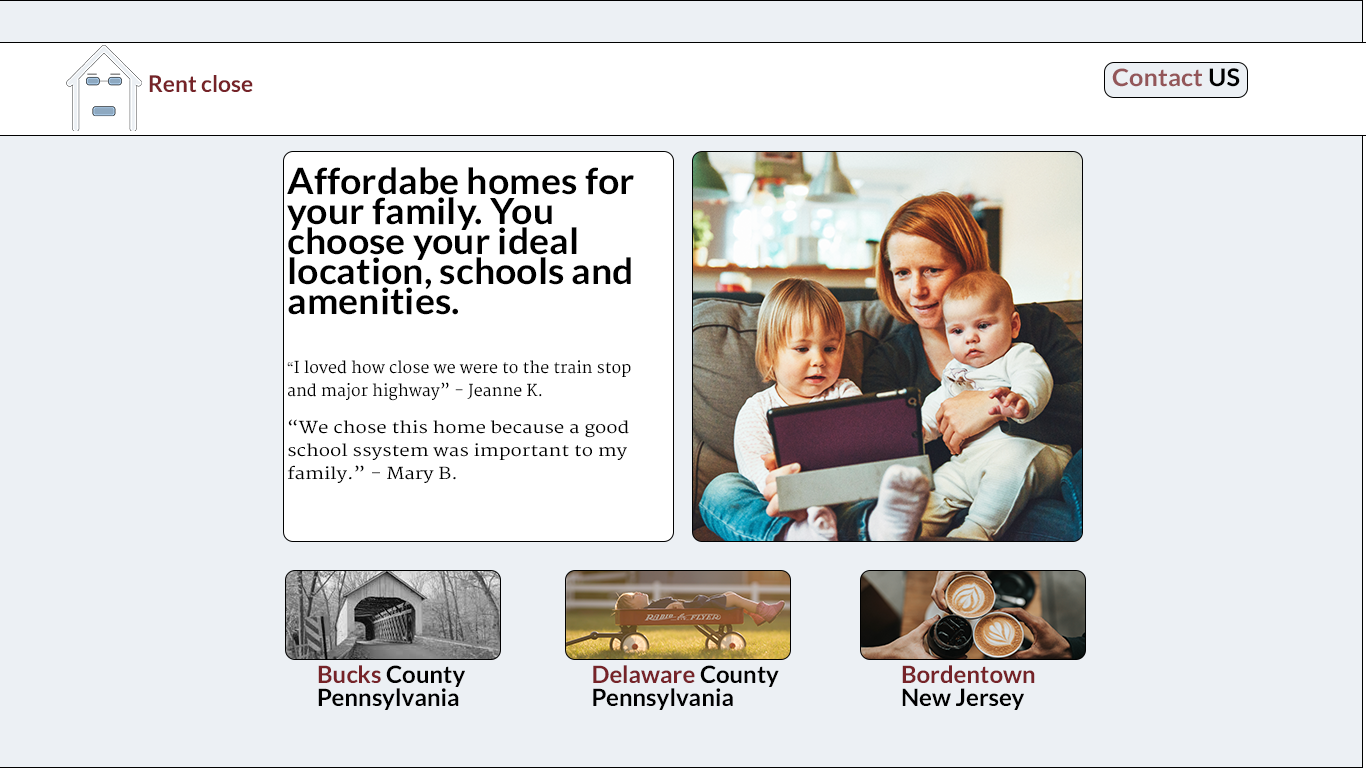 Rent close
Contact US
Affordabe homes for
your family. You
choose your ideal
location, schools and
amenities.
“I loved how close we were to the train stop
and major highway” – Jeanne K.
“We chose this home because a good
school ssystem was important to my
family.” – Mary B.
RADIO FLYER
Bucks County
Pennsylvania
Delaware County
Pennsylvania
Bordentown
New Jersey